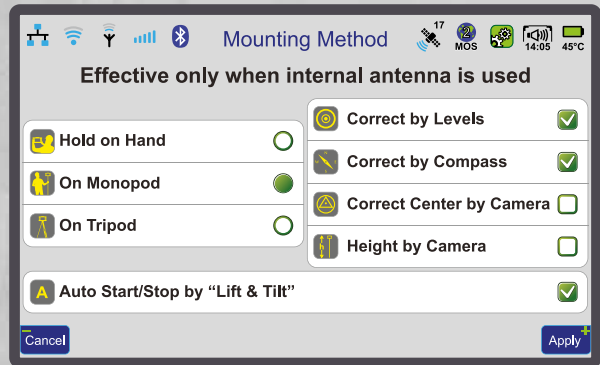 Mounting Method
17
2
MOS
14:05
45°C
Effective only when internal antenna is used
Hold on Hand
On Monopod
On Tripod
Correct by Levels
Correct by Compass
Correct Center by Camera
Height by Camera
A
Auto Start/Stop by “Lift & Tilt”
Cancel
Apply